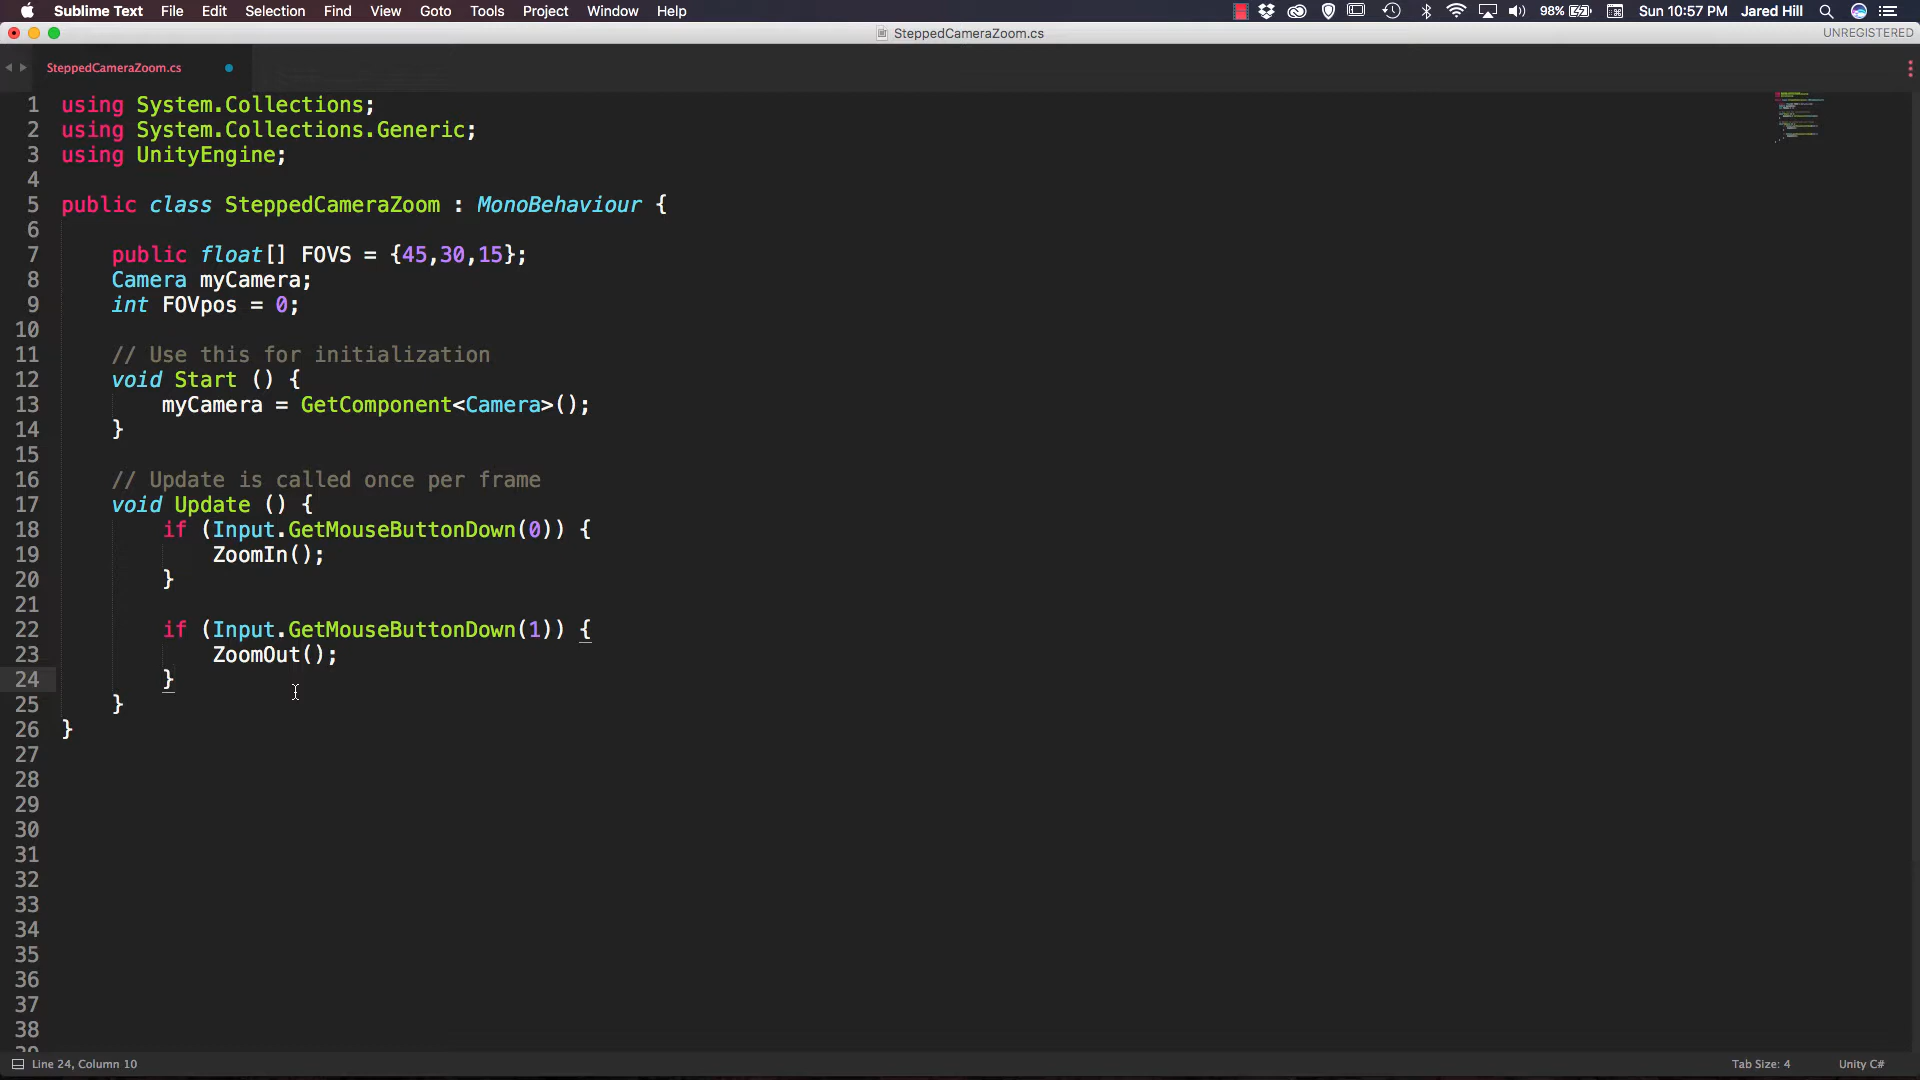 Sublime Text File Edit Selection Find View Goto Tools Project Window Help 98% Sun 10:57 PM Jared Hill
SteppedCameraZoom.cs UNREGISTERED
SteppedCameraZoom.cs
1 using System.Collections;
2 using System.Collections.Generic;
3 using UnityEngine;
4
5 public class SteppedCameraZoom : MonoBehaviour {
6
7 public float[] FOVS = {45,30,15};
8 Camera myCamera;
9 int FOVpos = 0;
10
11 // Use this for initialization
12 void Start () {
13 myCamera = GetComponent<Camera>();
14 }
15
16 // Update is called once per frame
17 void Update () {
18 if (Input.GetMouseButtonDown(0)) {
19 ZoomIn();
20 }
21
22 if (Input.GetMouseButtonDown(1)) {
23 ZoomOut();
24 }
25 }
26 }
27
28
29
30
31
32
33
34
35
36
37
38
Line 24, Column 10 Tab Size: 4 Unity C#